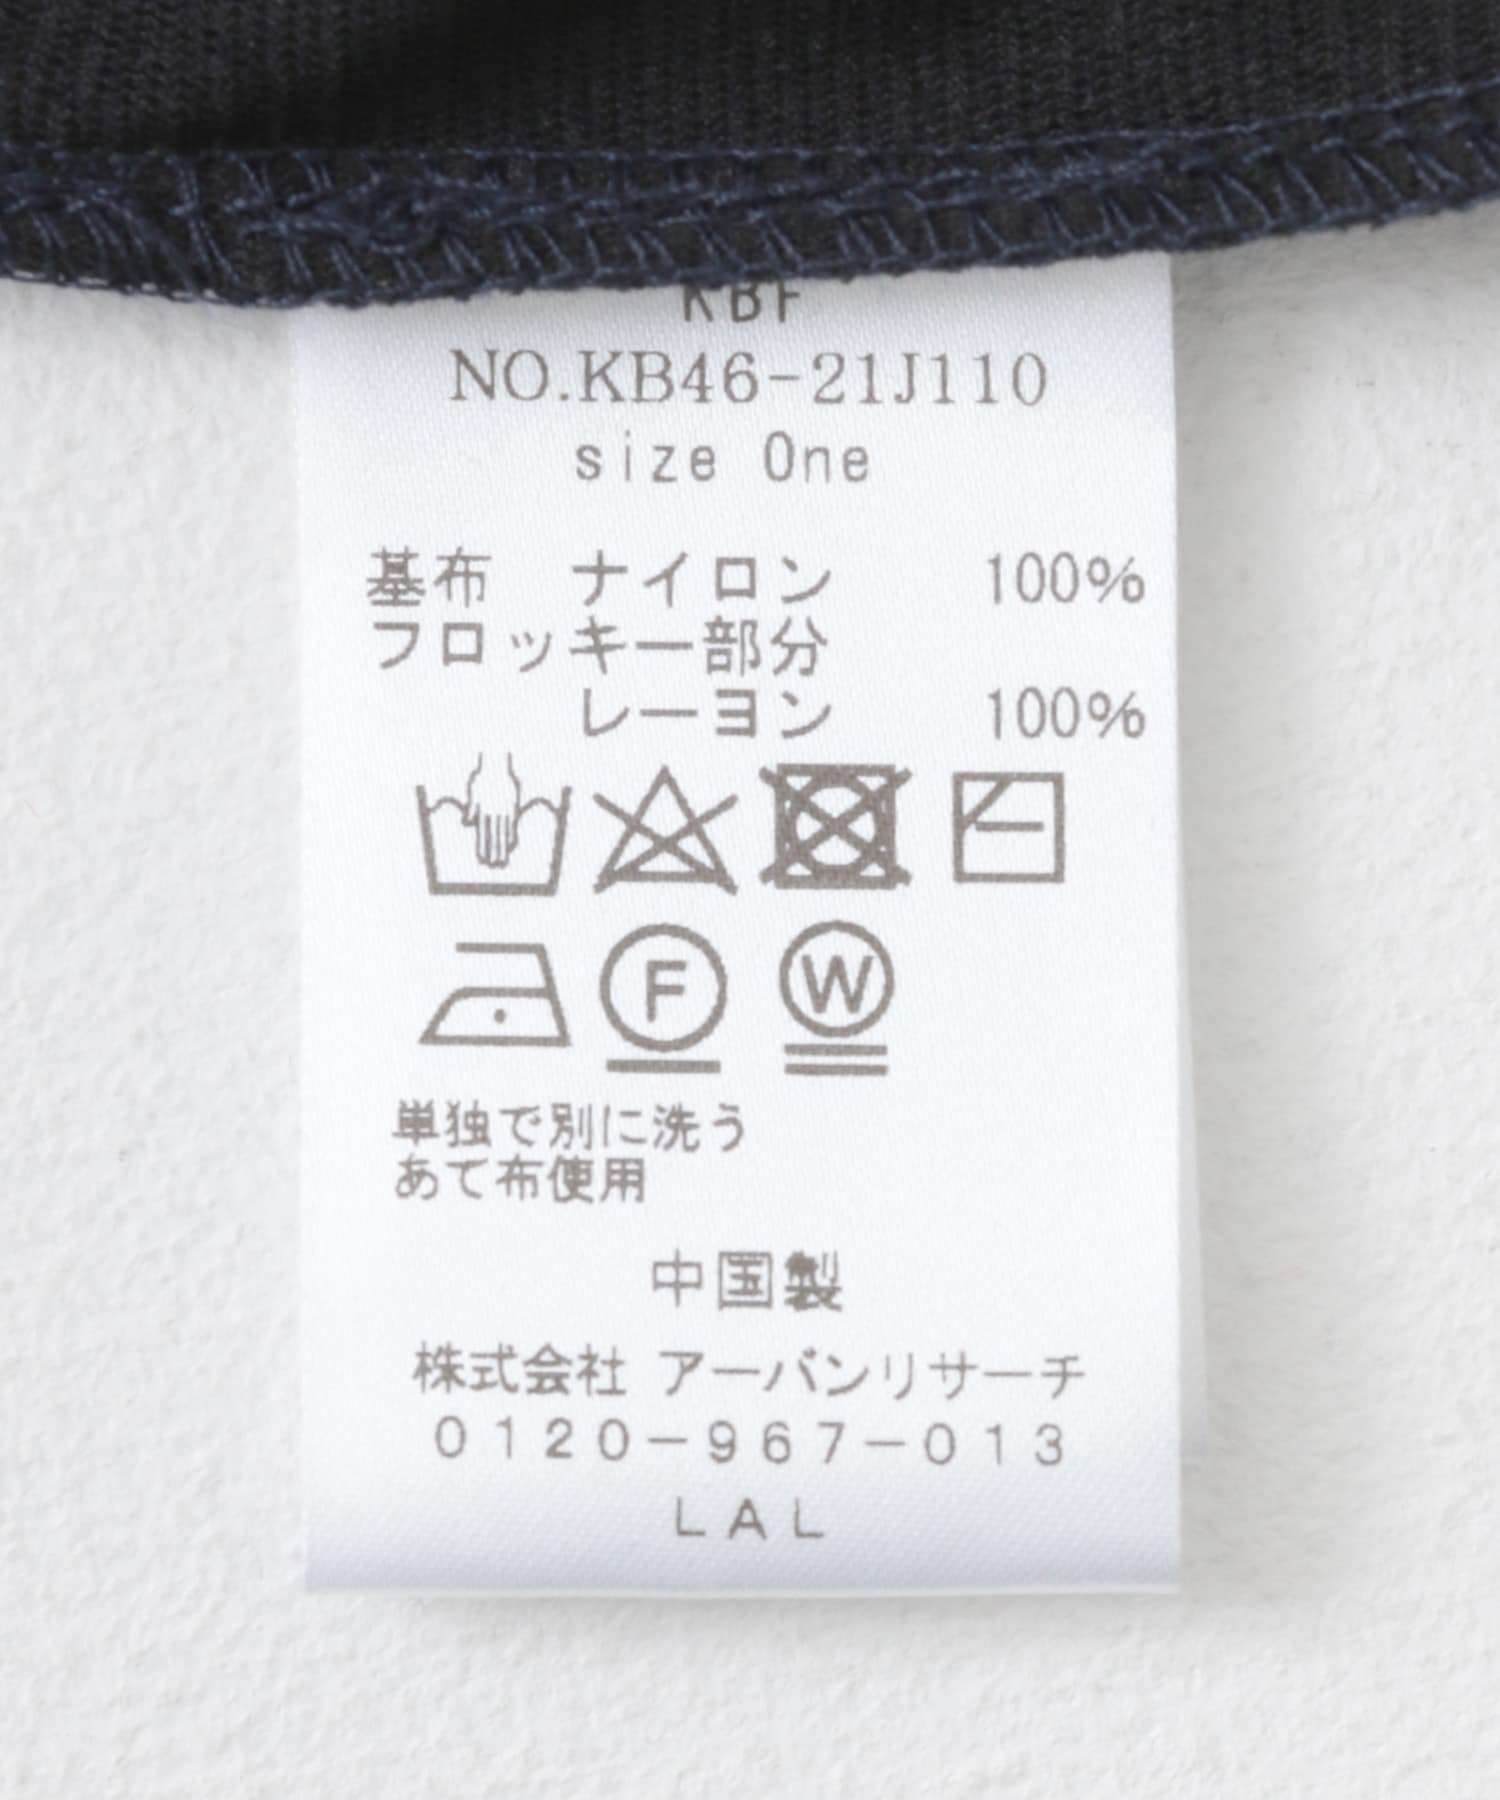 KBF
NO.KB46-21J110
size One
基布 ナイロン 100%
フロッキー部分
レーヨン 100%
F W
単独で別に洗う
あて布使用
中国製
株式会社 アーバンリサーチ
0120-967-013
LAL